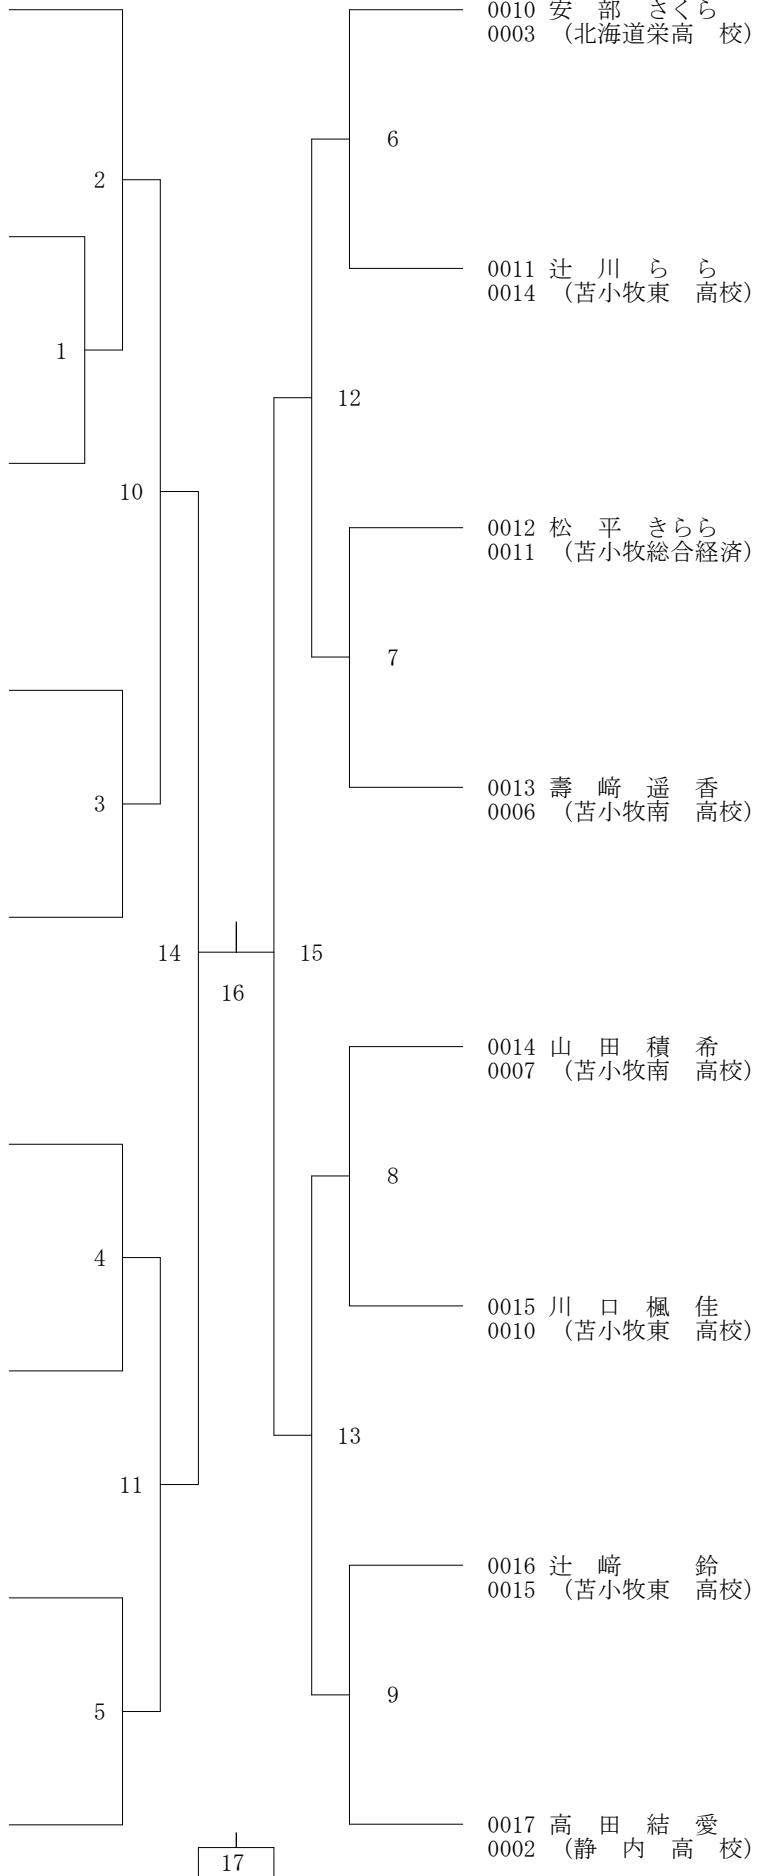 0010 安　部　さくら
0003 （北海道栄高　校）
6
2
0011 辻　川　ら　ら
0014 （苫小牧東　高校）
1
12
10
0012 松　平　きらら
0011 （苫小牧総合経済）
7
0013 壽　﨑　遥　香
0006 （苫小牧南　高校）
3
14
15
16
0014 山　田　積　希
0007 （苫小牧南　高校）
8
4
0015 川　口　楓　佳
0010 （苫小牧東　高校）
13
11
0016 辻　﨑　　　鈴
0015 （苫小牧東　高校）
9
5
0017 高　田　結　愛
0002 （静　内　高　校）
17